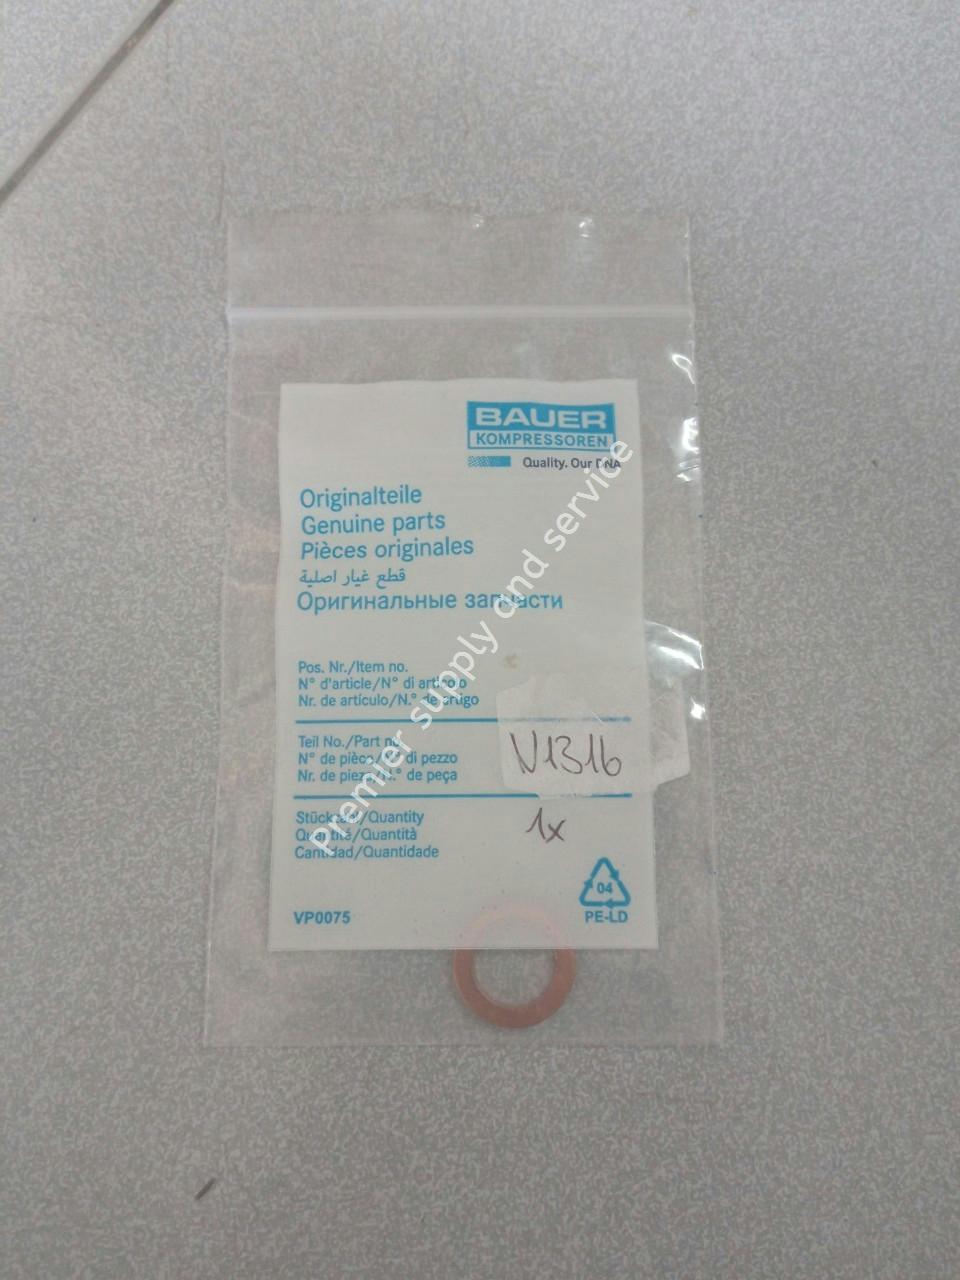 BAUER
KOMPRESSOREN
Quality. Our DNA
Originalteile
Genuine parts
Pièces originales
قطع غيار اصلية
Оригинальные запчасти
Pos. Nr./Item no.
N° d'article/N° di articolo
Nr. de artículo/N.° de artigo
Teil No./Part no.
N° de pièce/N° di pezzo
Nr. de pieza/N.° de peça
N1316
Stückzahl/Quantity
Quantité/Quantità
Cantidad/Quantidade
1x
04
PE-LD
VP0075
Premier supply and service